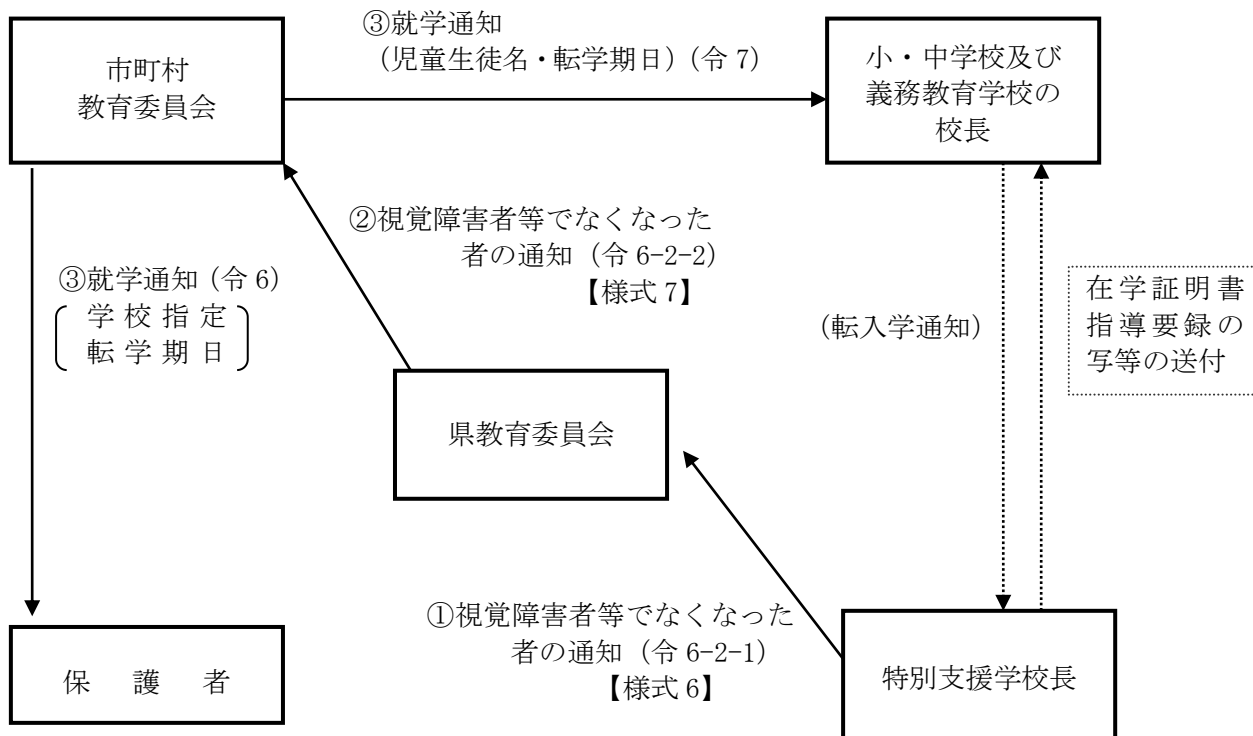 ③就学通知
(児童生徒名・転学期日)(令 7)
市町村
教育委員会
小・中学校及び
義務教育学校の
校長
②視覚障害者等でなくなった
者の通知（令 6-2-2）
【様式 7】
③就学通知（令 6）
学 校 指 定
転 学 期 日
(転入学通知)
在学証明書
指導要録の
写等の送付
県教育委員会
①視覚障害者等でなくなった
者の通知（令 6-2-1）
【様式 6】
保　護　者
特別支援学校長